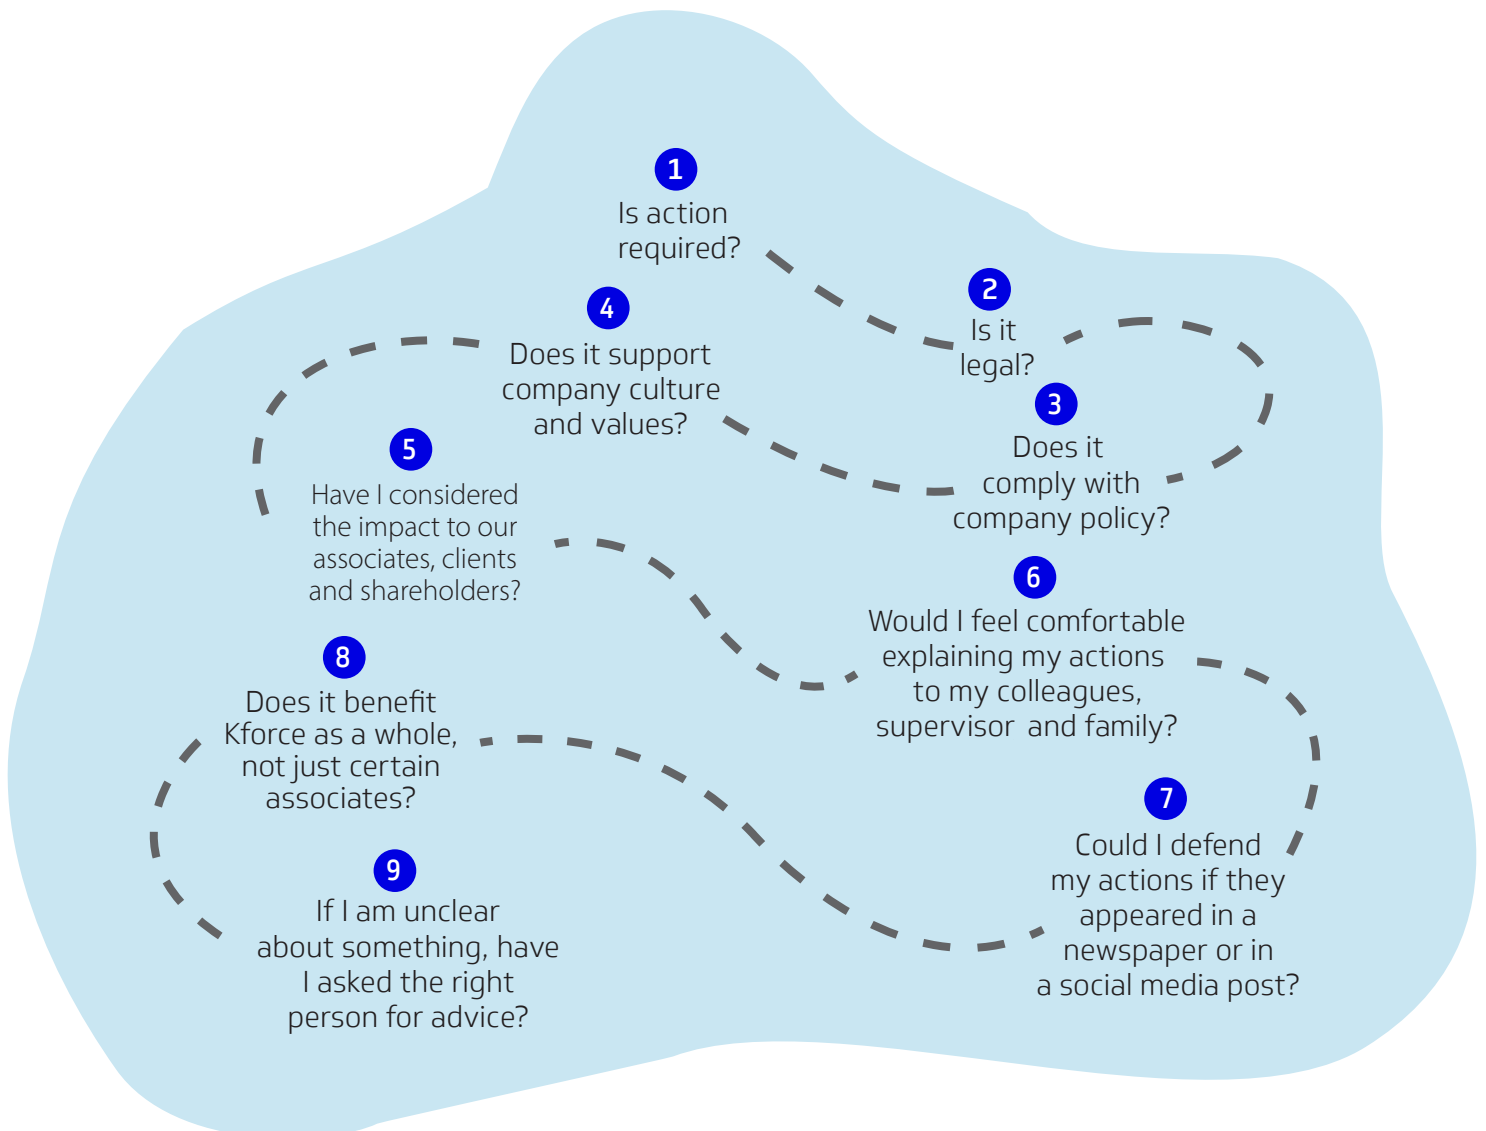 1
Is action
required?
2
Is it
legal?
3
Does it
comply with
company policy?
4
Does it support
company culture
and values?
5
Have I considered
the impact to our
associates, clients
and shareholders?
6
Would I feel comfortable
explaining my actions
to my colleagues,
supervisor and family?
7
Could I defend
my actions if they
appeared in a
newspaper or in
a social media post?
8
Does it benefit
Kforce as a whole,
not just certain
associates?
9
If I am unclear
about something, have
I asked the right
person for advice?